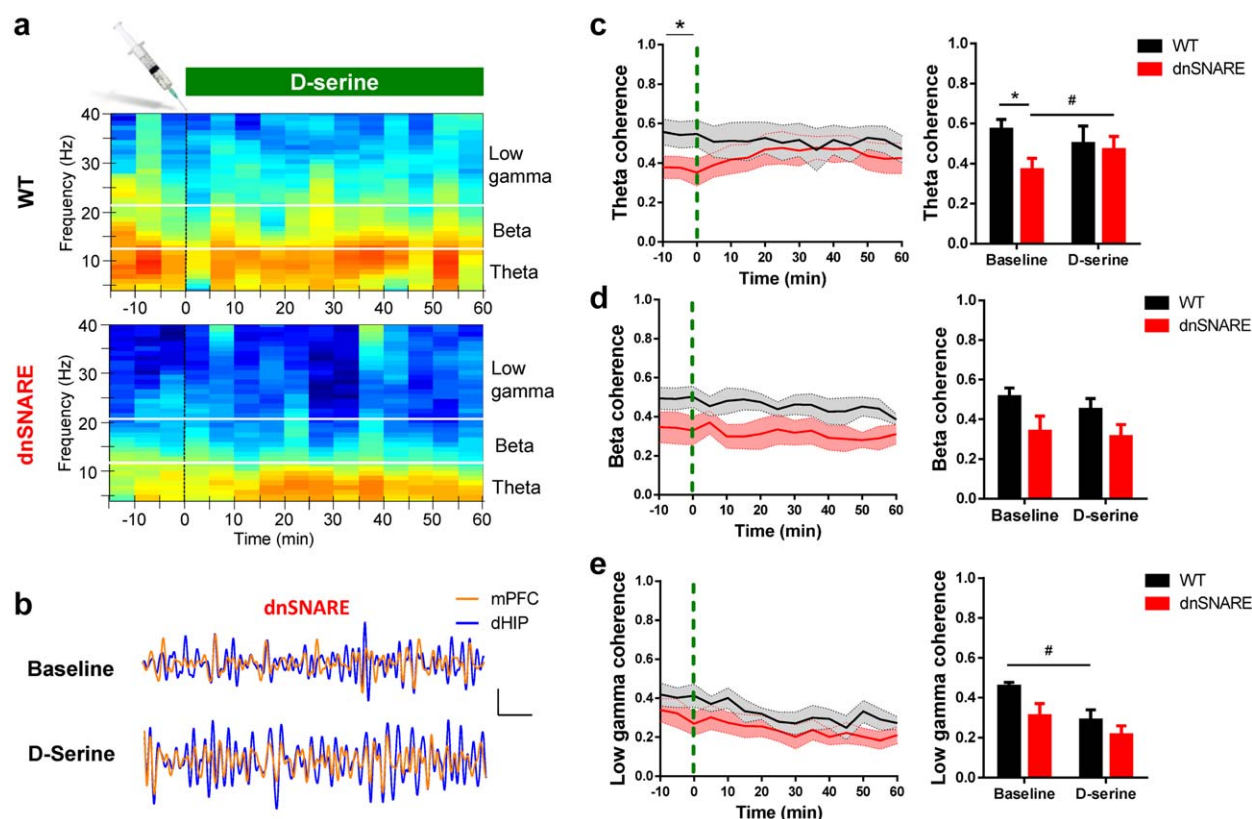 a
D-serine
WT
Frequency (Hz)
40
30
20
10
Low
gamma
Beta
Theta
-10 0 10 20 30 40 50 60
dnSNARE
Frequency (Hz)
40
30
20
10
Low
gamma
Beta
Theta
-10 0 10 20 30 40 50 60
Time (min)
b
dnSNARE
mPFC
dHIP
Baseline
D-Serine
c
*
Theta coherence
1.0
0.8
0.6
0.4
0.2
0.0
-10 0 10 20 30 40 50 60
Time (min)
Theta coherence
1.0
0.8
0.6
0.4
0.2
0.0
* #
Baseline D-serine
WT
dnSNARE
d
Beta coherence
1.0
0.8
0.6
0.4
0.2
0.0
-10 0 10 20 30 40 50 60
Time (min)
Beta coherence
1.0
0.8
0.6
0.4
0.2
0.0
Baseline D-serine
WT
dnSNARE
e
Low gamma coherence
1.0
0.8
0.6
0.4
0.2
0.0
-10 0 10 20 30 40 50 60
Time (min)
Low gamma coherence
1.0
0.8
0.6
0.4
0.2
0.0
#
Baseline D-serine
WT
dnSNARE